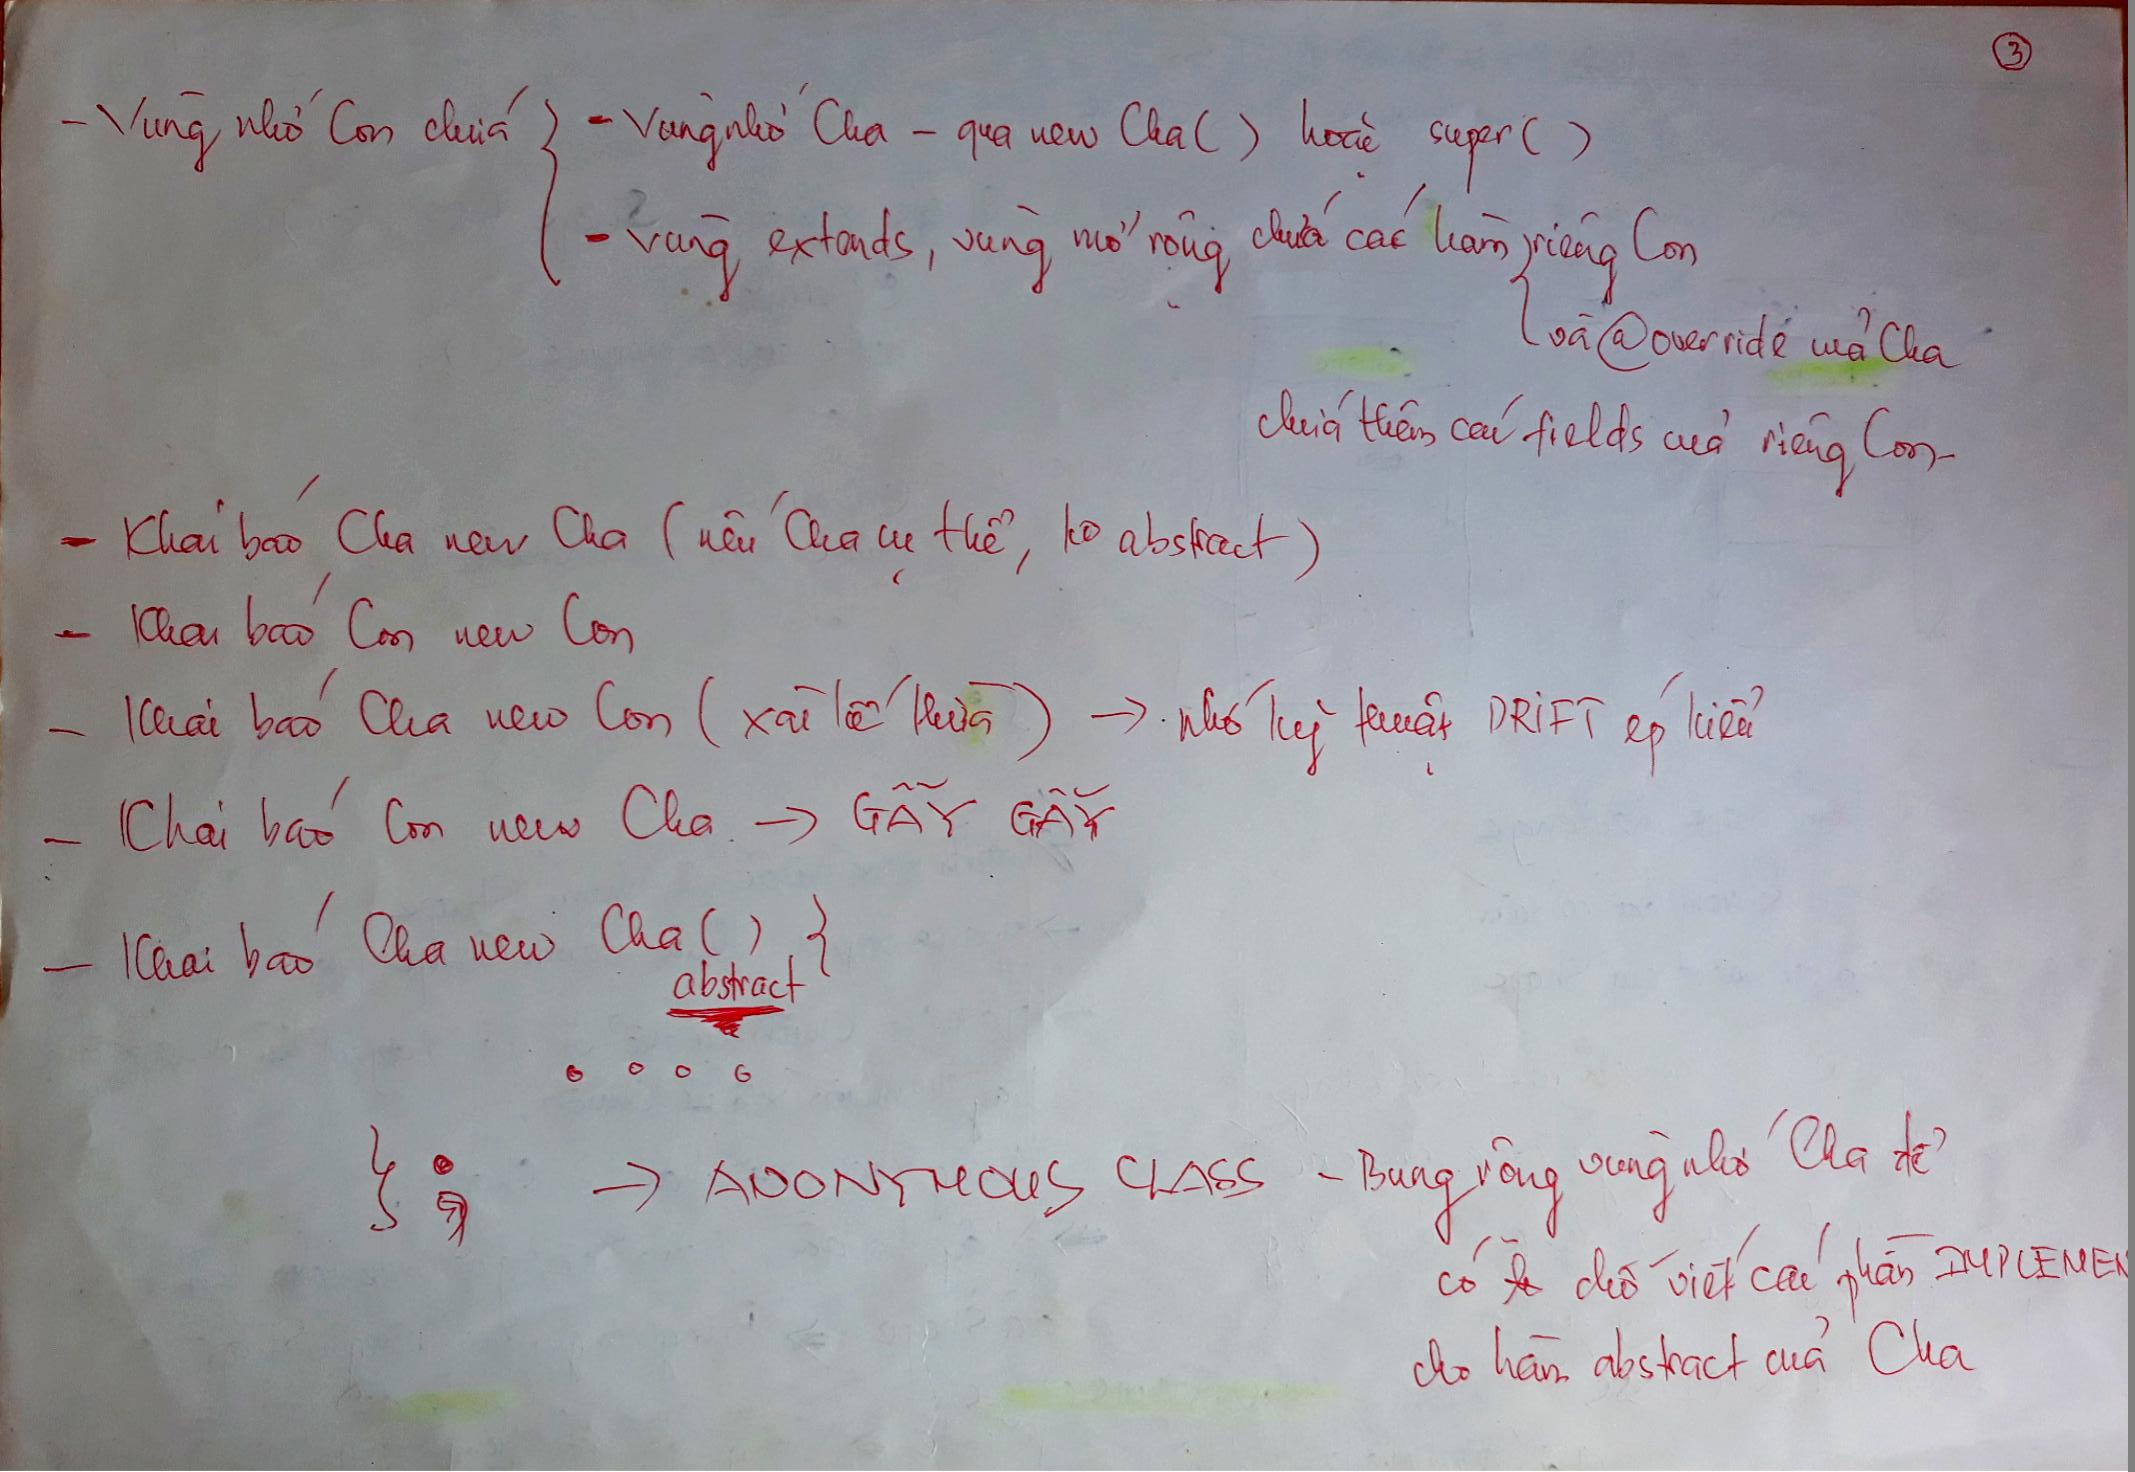 ③
- Vùng nhớ Con chứa { - Vùng nhớ Cha - qua new Cha() hoặc super()
- Vùng extends, vùng mở rộng chứa các hàm riêng Con
và @override của Cha
chứa thêm các fields của riêng Con
- Khai báo Cha new Cha (nếu Cha cụ thể, ko abstract)
- Khai báo Con new Con
- Khai báo Cha new Con (xài kế thừa) → nhớ kỹ thuật DRIFT ép kiểu
- Khai báo Con new Cha → GÃY GÃY
- Khai báo Cha new Cha() {
abstract
} ; → ANONYMOUS CLASS - Bung rộng vùng nhớ Cha để
có chỗ viết các phần IMPLEMEN
cho hàm abstract của Cha